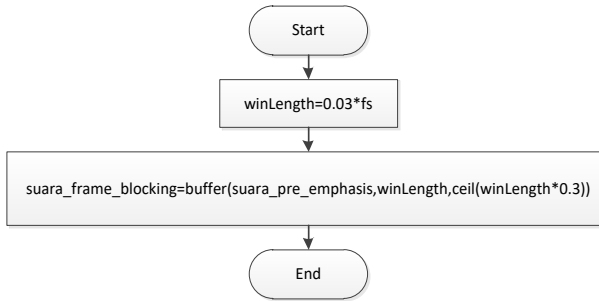 Start
winLength=0.03*fs
suara_frame_blocking=buffer(suara_pre_emphasis,winLength,ceil(winLength*0.3))
End